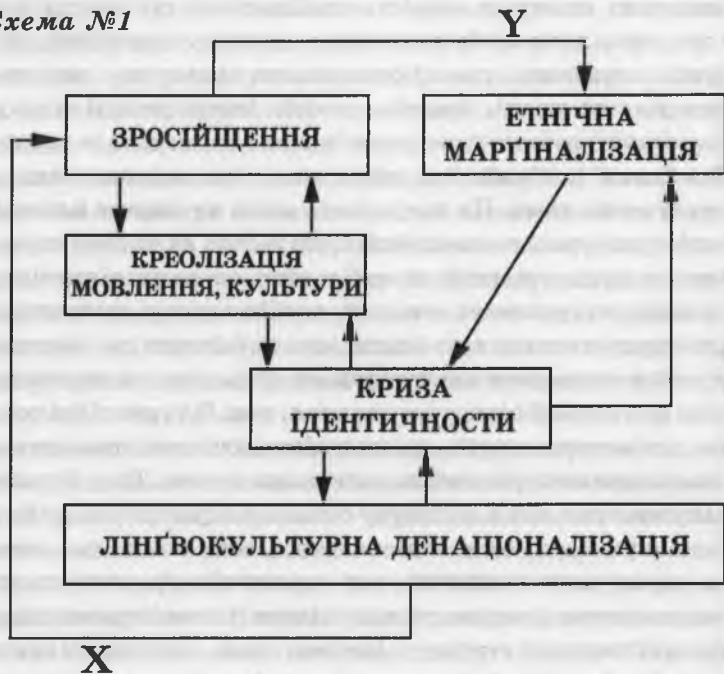 Схема №1
Y
ЗРОСІЙЩЕННЯ
ЕТНІЧНА
МАРҐІНАЛІЗАЦІЯ
КРЕОЛІЗАЦІЯ
МОВЛЕННЯ, КУЛЬТУРИ
КРИЗА
ІДЕНТИЧНОСТИ
ЛІНҐВОКУЛЬТУРНА ДЕНАЦІОНАЛІЗАЦІЯ
X